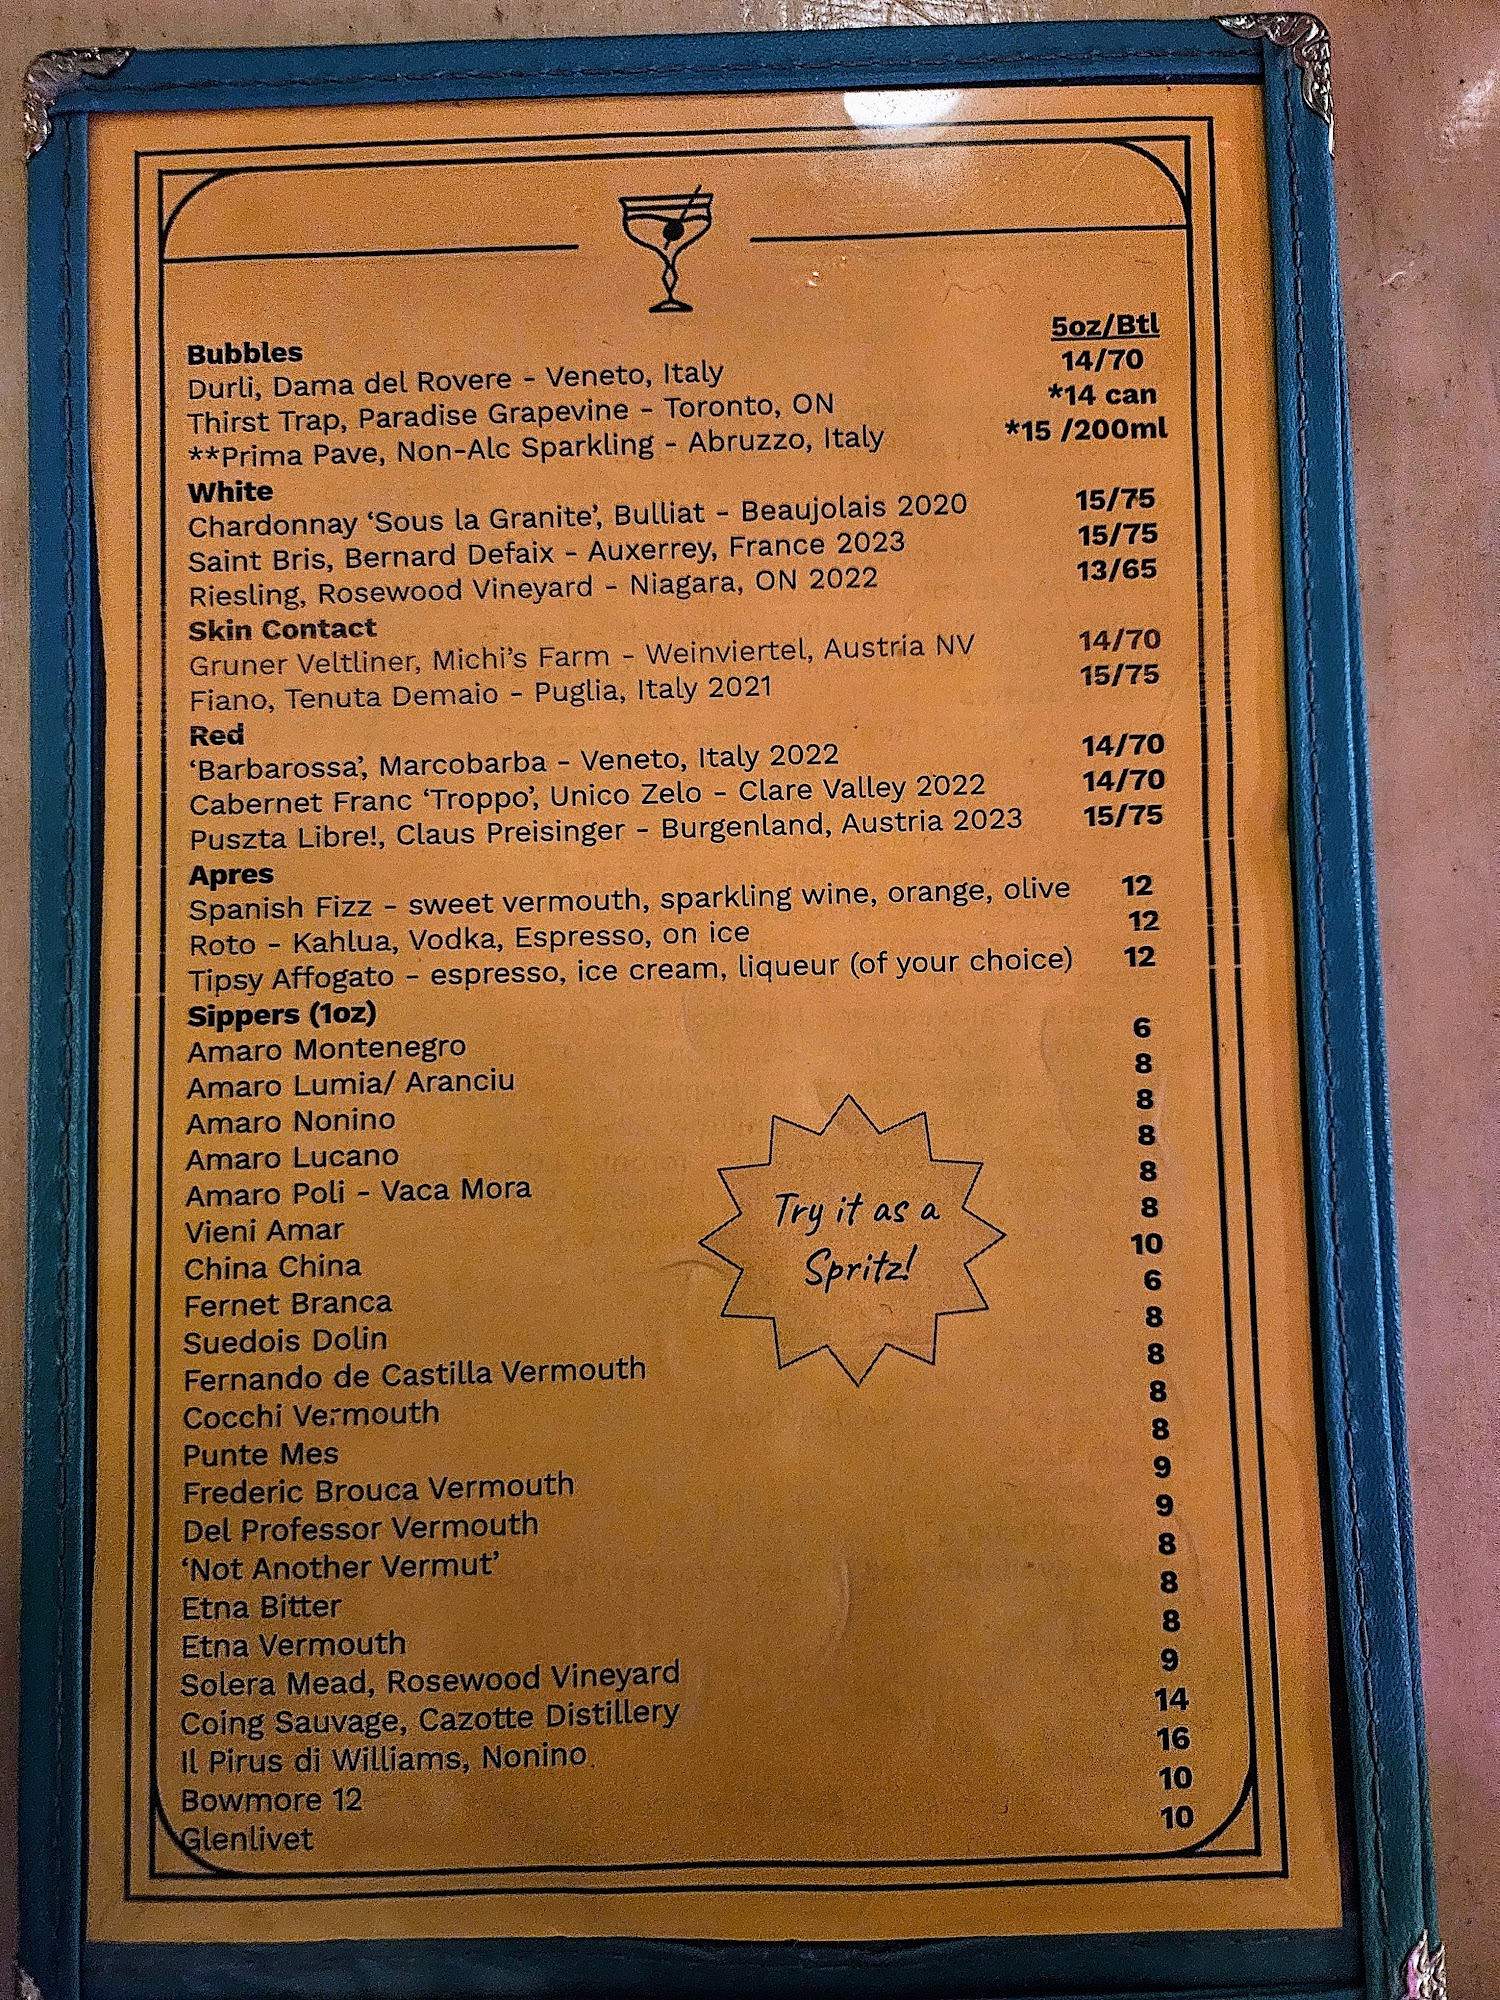 5oz/Btl
Bubbles
Durli, Dama del Rovere - Veneto, Italy 14/70
Thirst Trap, Paradise Grapevine - Toronto, ON *14 can
**Prima Pave, Non-Alc Sparkling - Abruzzo, Italy *15 /200ml
White
Chardonnay ‘Sous la Granite’, Bulliat - Beaujolais 2020 15/75
Saint Bris, Bernard Defaix - Auxerrey, France 2023 15/75
Riesling, Rosewood Vineyard - Niagara, ON 2022 13/65
Skin Contact
Gruner Veltliner, Michi’s Farm - Weinviertel, Austria NV 14/70
Fiano, Tenuta Demaio - Puglia, Italy 2021 15/75
Red
‘Barbarossa’, Marcobarba - Veneto, Italy 2022 14/70
Cabernet Franc ‘Troppo’, Unico Zelo - Clare Valley 2022 14/70
Puszta Libre!, Claus Preisinger - Burgenland, Austria 2023 15/75
Apres
Spanish Fizz - sweet vermouth, sparkling wine, orange, olive 12
Roto - Kahlua, Vodka, Espresso, on ice 12
Tipsy Affogato - espresso, ice cream, liqueur (of your choice) 12
Sippers (1oz)
Amaro Montenegro 6
Amaro Lumia/ Aranciu 8
Amaro Nonino 8
Amaro Lucano 8
Amaro Poli - Vaca Mora 8
Vieni Amar 8
China China 10
Fernet Branca 6
Suedois Dolin 8
Fernando de Castilla Vermouth 8
Cocchi Vermouth 8
Punte Mes 8
Frederic Brouca Vermouth 9
Del Professor Vermouth 9
‘Not Another Vermut’ 8
Etna Bitter 8
Etna Vermouth 8
Solera Mead, Rosewood Vineyard 9
Coing Sauvage, Cazotte Distillery 14
Il Pirus di Williams, Nonino 16
Bowmore 12 10
Glenlivet 10
Try it as a
Spritz!